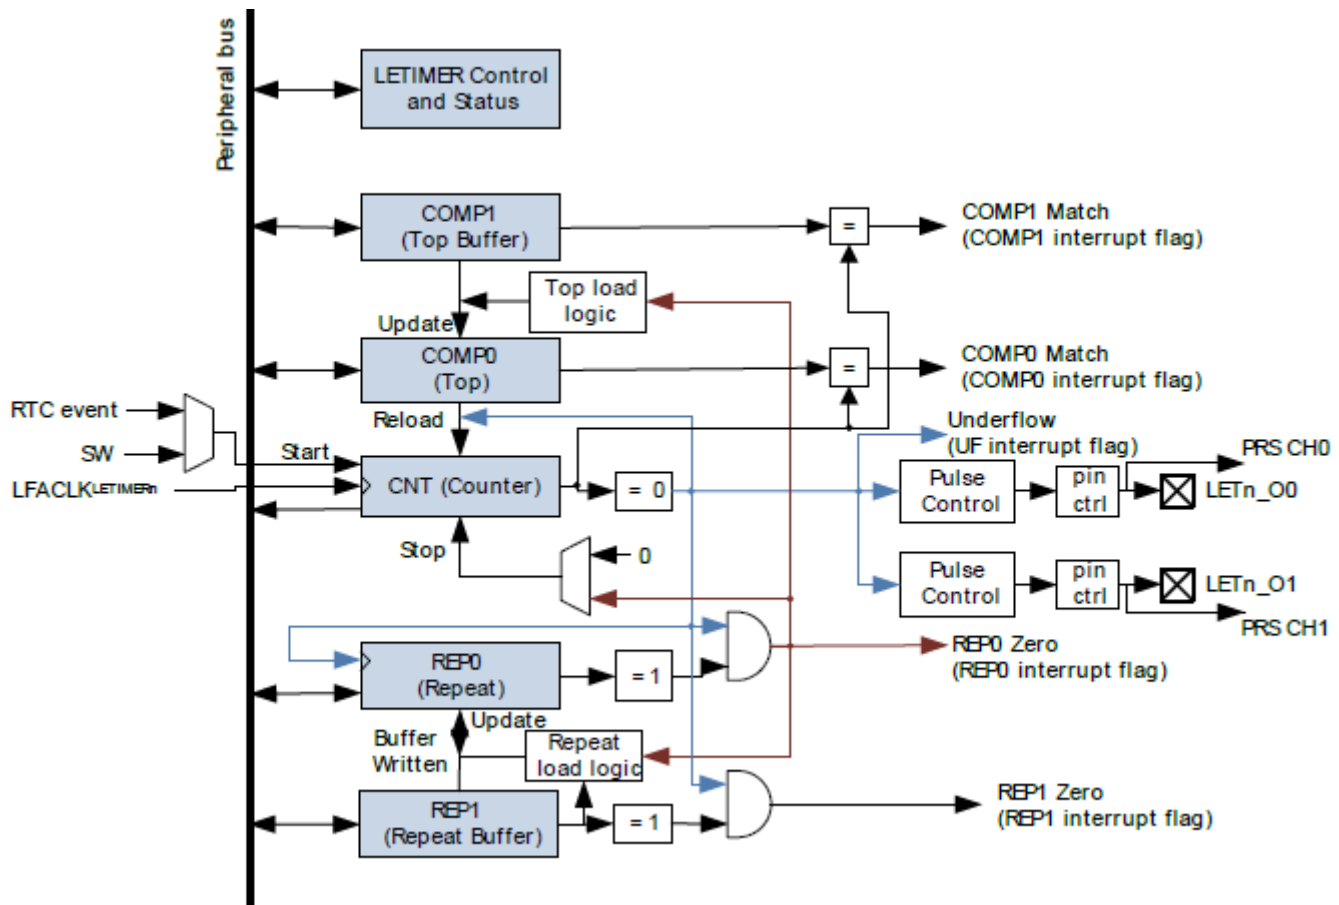 Peripheral bus
LETIMER Control
and Status
COMP1
(Top Buffer)
=
COMP1 Match
(COMP1 interrupt flag)
Top load
logic
Update
COMP0
(Top)
=
COMP0 Match
(COMP0 interrupt flag)
RTC event
SW
LFACLKLETIMERn
Start
Reload
CNT (Counter)
= 0
Underflow
(UF interrupt flag)
Pulse
Control
pin
ctrl
PRS CH0
LETn_O0
Stop
0
Pulse
Control
pin
ctrl
LETn_O1
PRS CH1
REP0
(Repeat)
= 1
REP0 Zero
(REP0 interrupt flag)
Update
Buffer
Written
Repeat
load logic
REP1
(Repeat Buffer)
= 1
REP1 Zero
(REP1 interrupt flag)